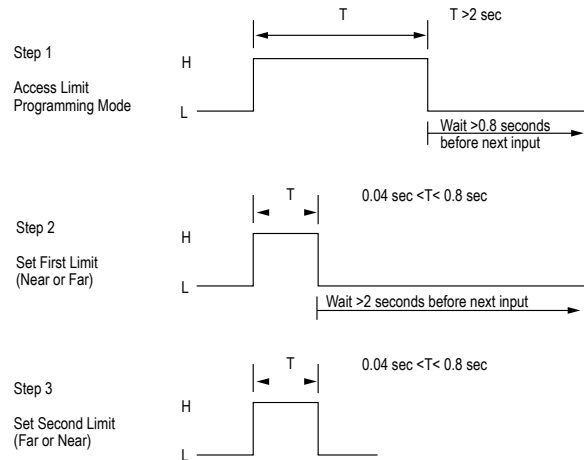 T
T >2 sec
Step 1
H
Access Limit
Programming Mode
L
Wait >0.8 seconds
before next input
T
0.04 sec <T< 0.8 sec
Step 2
H
Set First Limit
(Near or Far)
L
Wait >2 seconds before next input
T
0.04 sec <T< 0.8 sec
Step 3
H
Set Second Limit
(Far or Near)
L